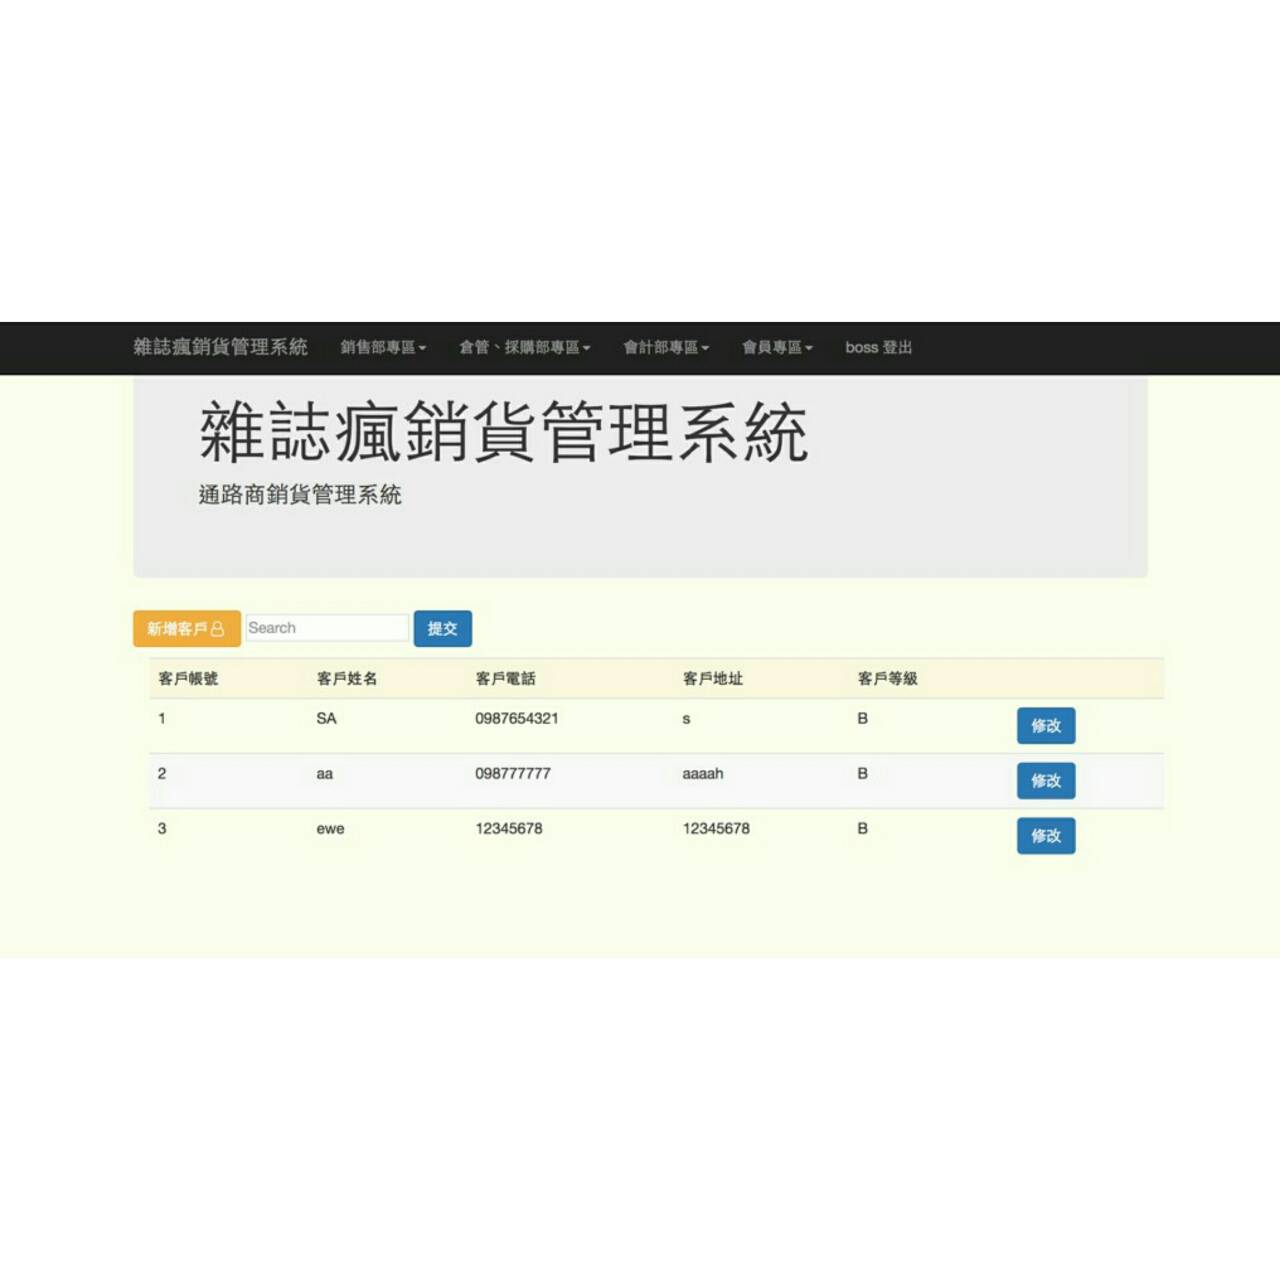 雜誌瘋銷貨管理系統 銷售部專區 倉管、採購部專區 會計部專區 會員專區 boss 登出
雜誌瘋銷貨管理系統
通路商銷貨管理系統
新增客戶 Search 提交
客戶帳號 客戶姓名 客戶電話 客戶地址 客戶等級
1 SA 0987654321 s B 修改
2 aa 098777777 aaaah B 修改
3 ewe 12345678 12345678 B 修改